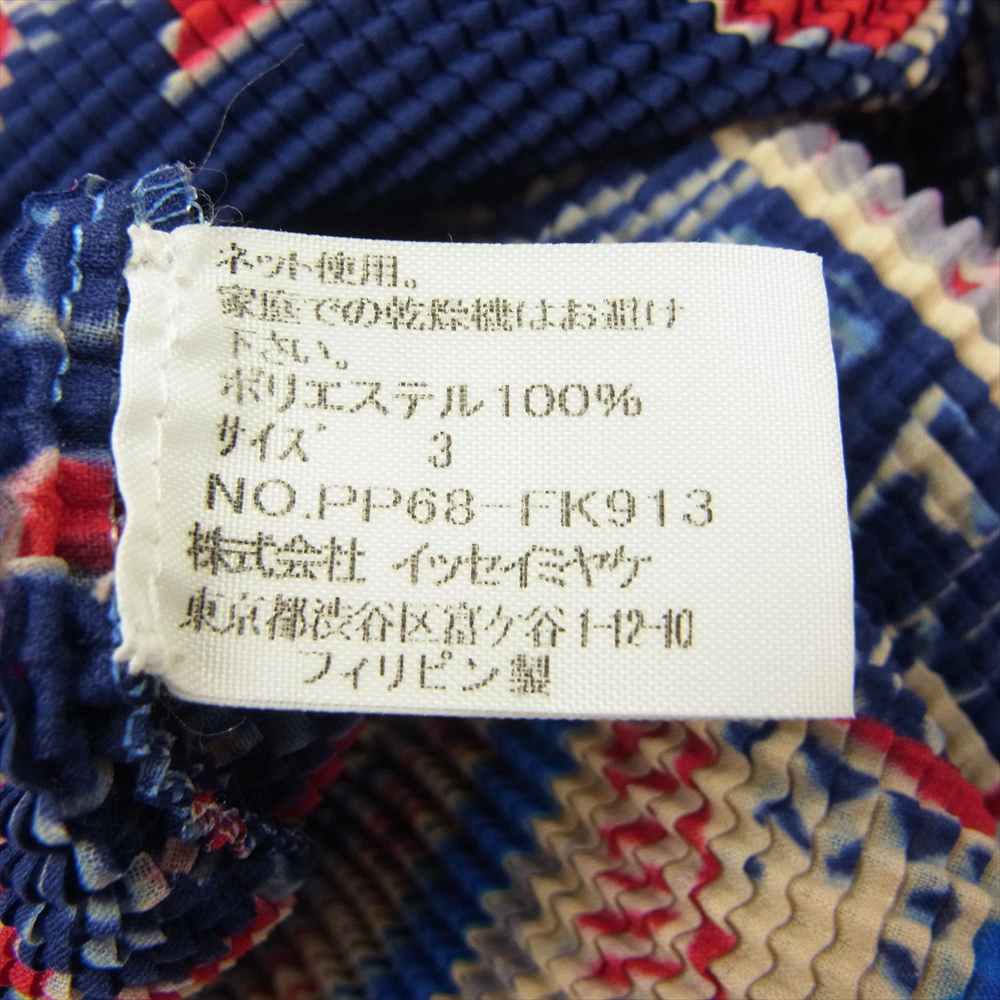 ネット使用。
家庭での乾燥機はお避け
下さい。
ポリエステル100%
サイズ 3
NO.PP68-FK913
株式会社 イッセイミヤケ
東京都渋谷区富ケ谷1-12-10
フィリピン製